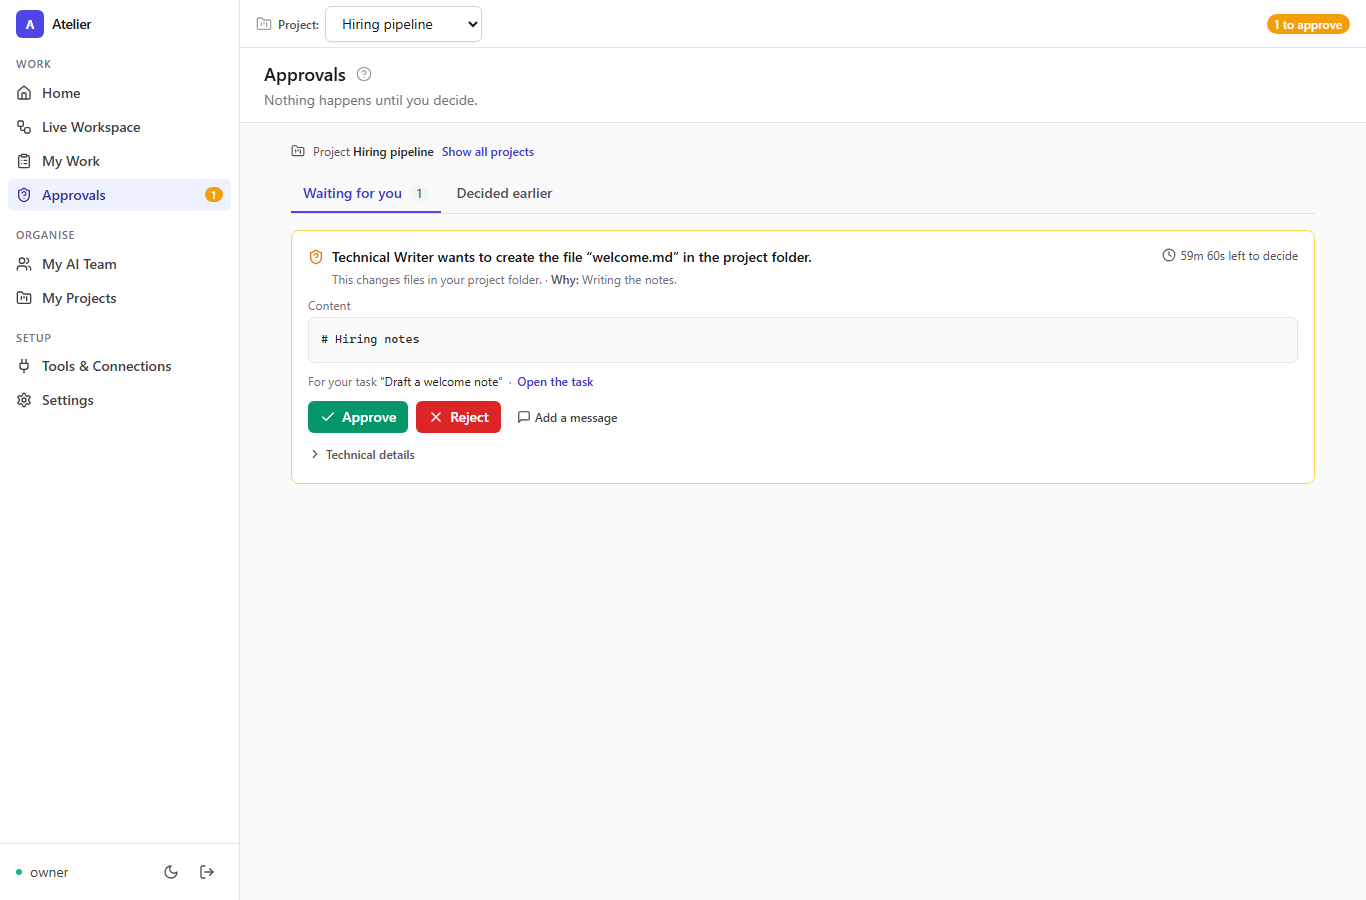 A Atelier
WORK
Home
Live Workspace
My Work
Approvals 1
ORGANISE
My AI Team
My Projects
SETUP
Tools & Connections
Settings
owner
Project: Hiring pipeline
1 to approve
Approvals
Nothing happens until you decide.
Project Hiring pipeline Show all projects
Waiting for you 1 Decided earlier
Technical Writer wants to create the file “welcome.md” in the project folder.
59m 60s left to decide
This changes files in your project folder. · Why: Writing the notes.
Content
# Hiring notes
For your task “Draft a welcome note” · Open the task
Approve Reject Add a message
Technical details